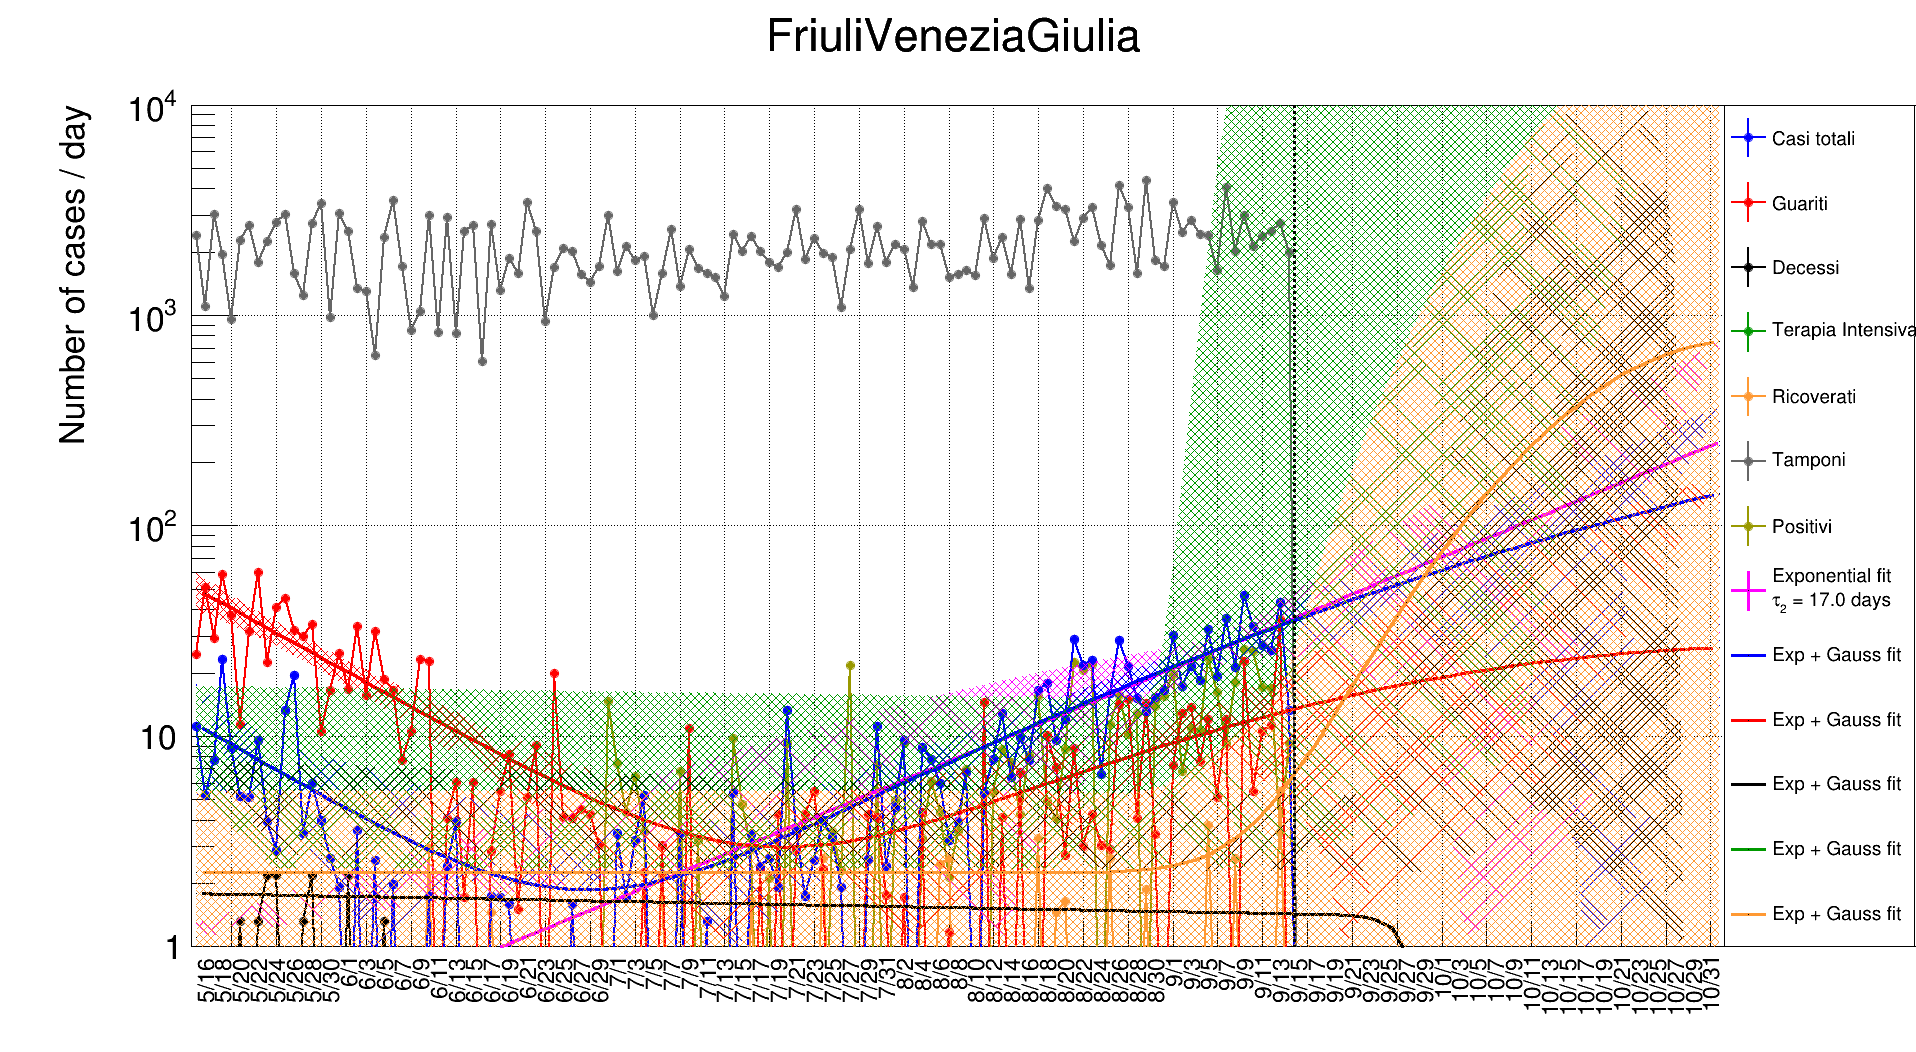 FriuliVeneziaGiulia
Number of cases / day
10^4
10^3
10^2
10
1
5/16 5/18 5/20 5/22 5/24 5/26 5/28 5/30 6/1 6/3 6/5 6/7 6/9 6/11 6/13 6/15 6/17 6/19 6/21 6/23 6/25 6/27 6/29 7/1 7/3 7/5 7/7 7/9 7/11 7/13 7/15 7/17 7/19 7/21 7/23 7/25 7/27 7/29 7/31 8/2 8/4 8/6 8/8 8/10 8/12 8/14 8/16 8/18 8/20 8/22 8/24 8/26 8/28 8/30 9/1 9/3 9/5 9/7 9/9 9/11 9/13 9/15 9/17 9/19 9/21 9/23 9/25 9/27 9/29 10/1 10/3 10/5 10/7 10/9 10/11 10/13 10/15 10/17 10/19 10/21 10/23 10/25 10/27 10/29 10/31
Casi totali
Guariti
Decessi
Terapia Intensiva
Ricoverati
Tamponi
Positivi
Exponential fit
τ₂ = 17.0 days
Exp + Gauss fit
Exp + Gauss fit
Exp + Gauss fit
Exp + Gauss fit
Exp + Gauss fit